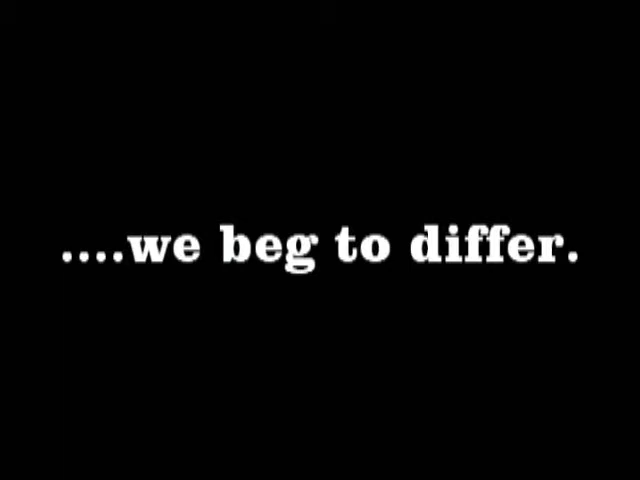 ....we beg to differ.